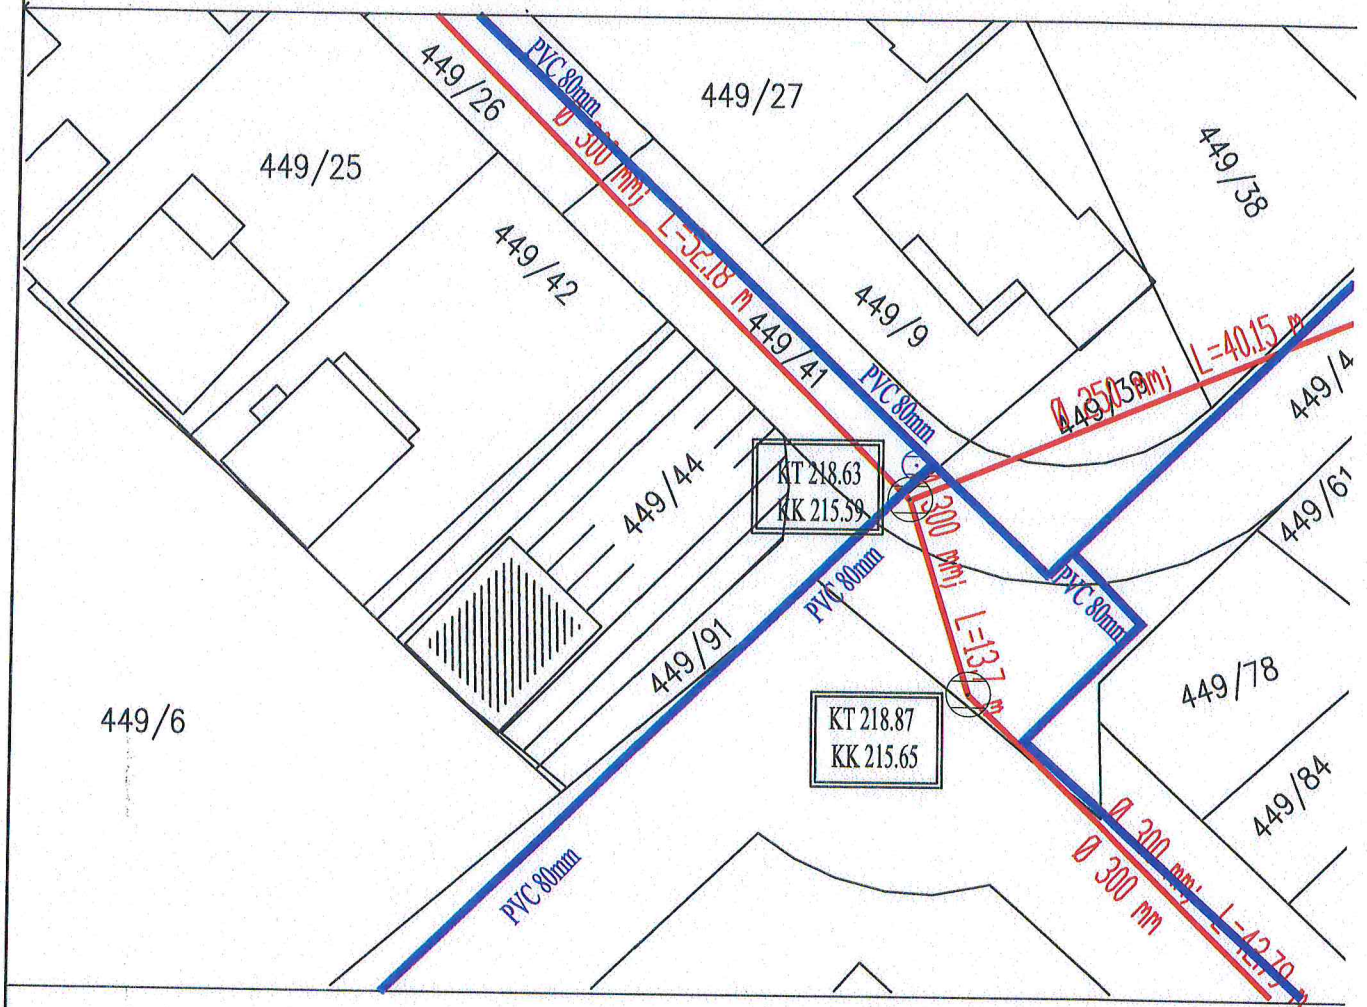 PVC 80mm
449/26
449/27
Ø 300 mm; L=52.18 m
449/25
449/38
449/42
449/9
449/41
PVC 80mm
L=40.15 m
Ø 250 mm;
449/39
449/4
KT 218.63
KK 215.59
449/44
449/61
300 mm; L=13.7 m
PVC 80mm
PVC 80mm
449/91
449/78
449/6
KT 218.87
KK 215.65
449/84
Ø 300 mm; L=42.79 m
Ø 300 mm
PVC 80mm